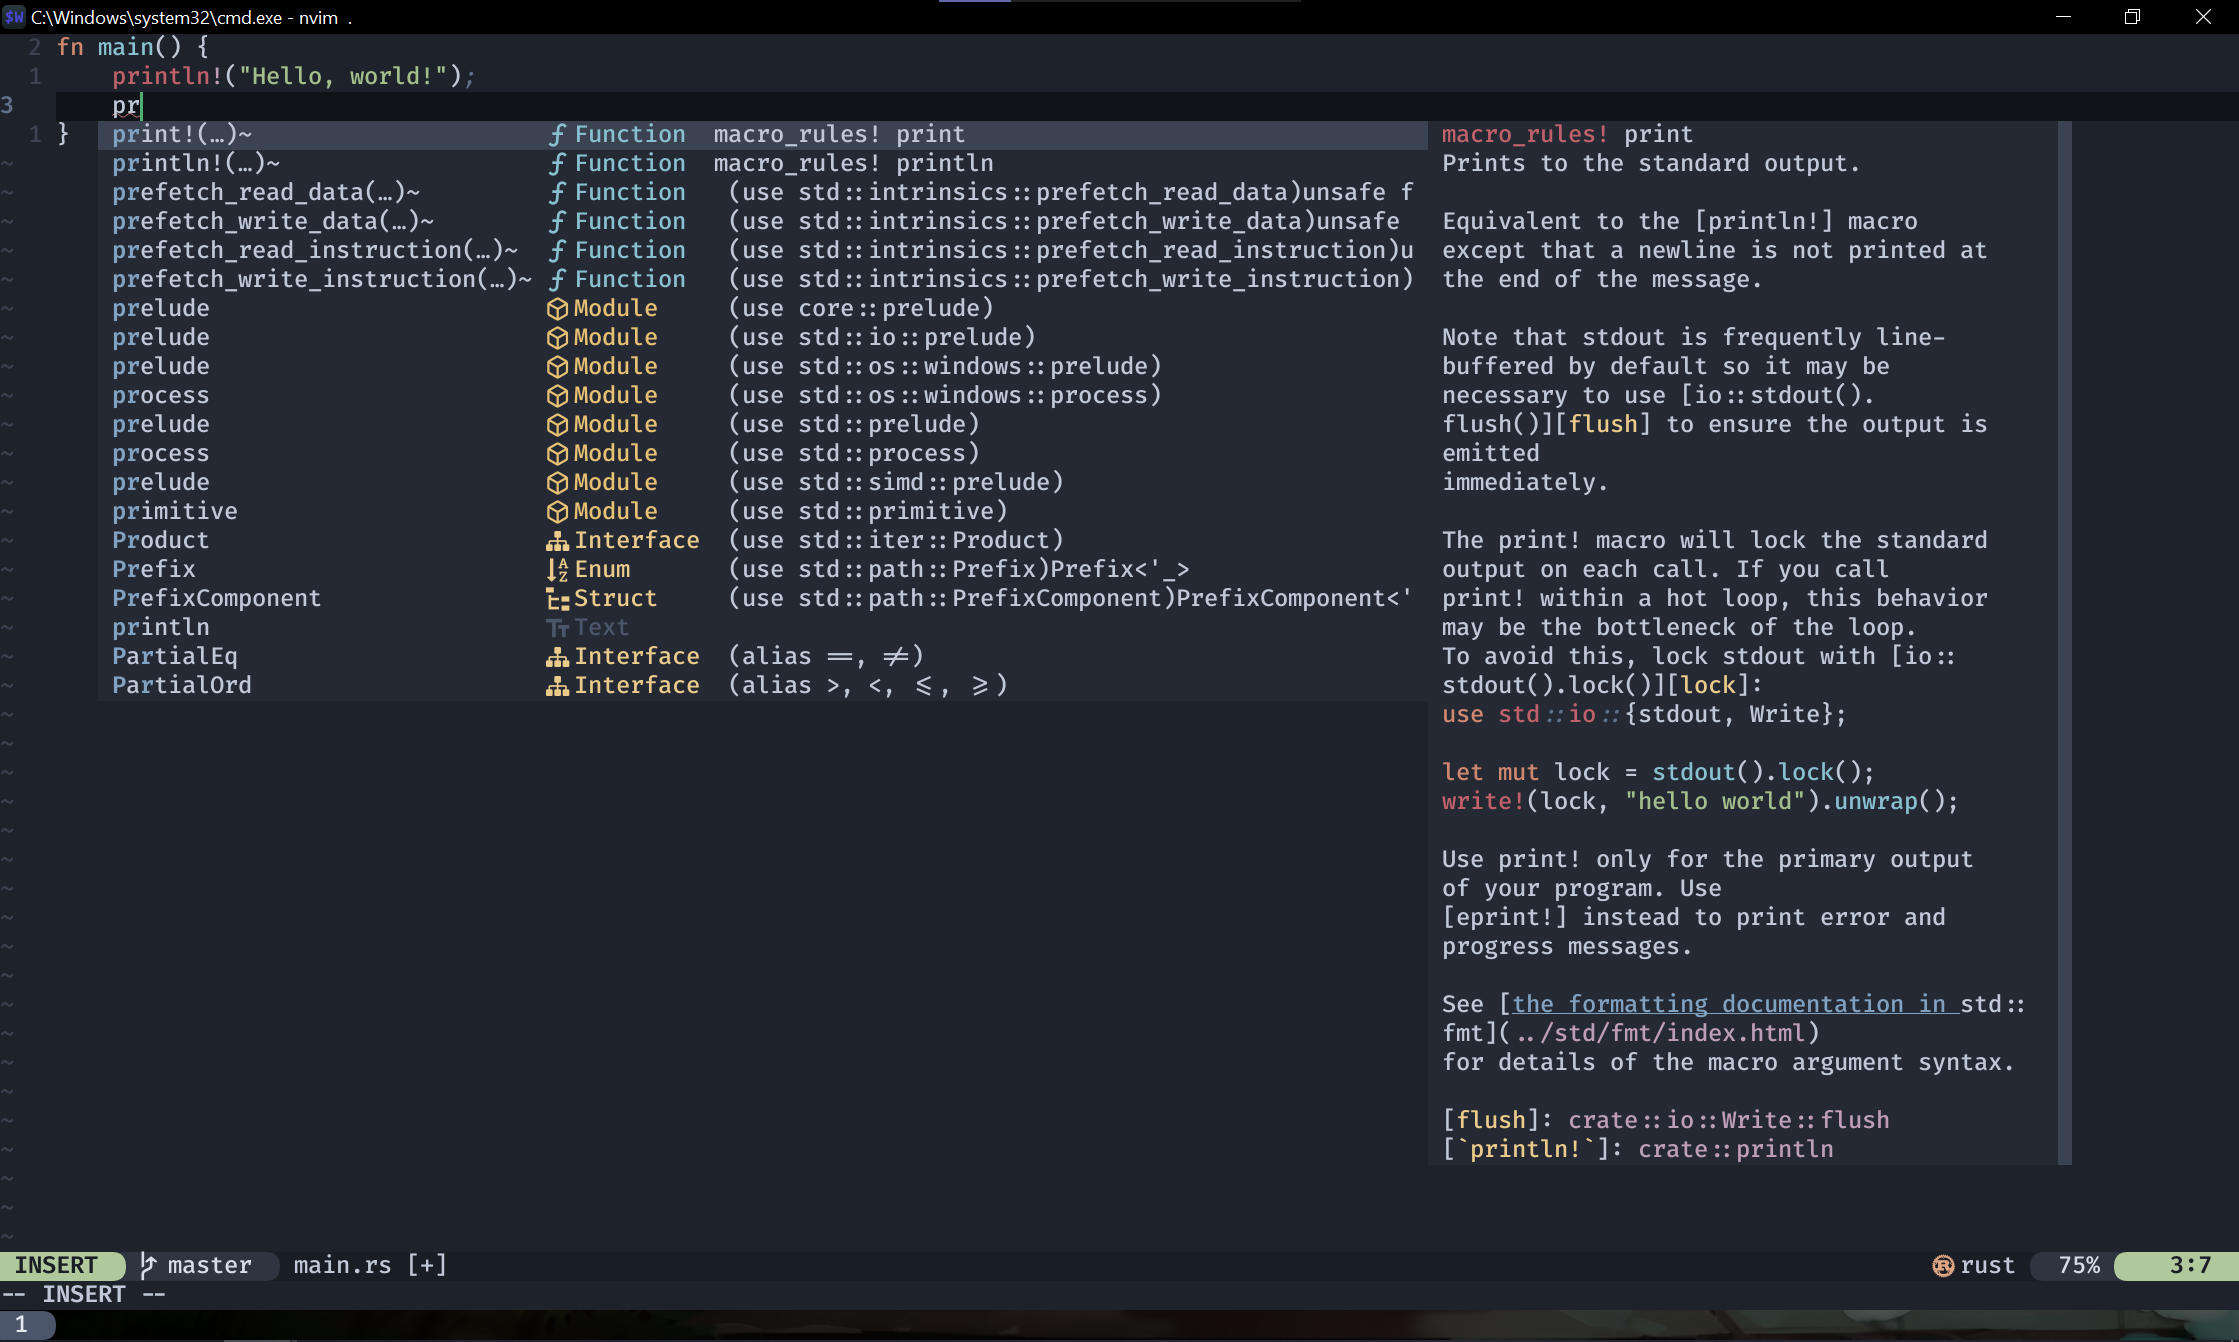 $W C:\Windows\system32\cmd.exe - nvim .
2 fn main() {
1 println!("Hello, world!");
3 pr
1 }
print!(…)~ Function macro_rules! print
println!(…)~ Function macro_rules! println
prefetch_read_data(…)~ Function (use std::intrinsics::prefetch_read_data)unsafe f
prefetch_write_data(…)~ Function (use std::intrinsics::prefetch_write_data)unsafe
prefetch_read_instruction(…)~ Function (use std::intrinsics::prefetch_read_instruction)u
prefetch_write_instruction(…)~ Function (use std::intrinsics::prefetch_write_instruction)
prelude Module (use core::prelude)
prelude Module (use std::io::prelude)
prelude Module (use std::os::windows::prelude)
process Module (use std::os::windows::process)
prelude Module (use std::prelude)
process Module (use std::process)
prelude Module (use std::simd::prelude)
primitive Module (use std::primitive)
Product Interface (use std::iter::Product)
Prefix Enum (use std::path::Prefix)Prefix<'_>
PrefixComponent Struct (use std::path::PrefixComponent)PrefixComponent<'
println Text
PartialEq Interface (alias ==, !=)
PartialOrd Interface (alias >, <, <=, >=)
macro_rules! print
Prints to the standard output.
Equivalent to the [println!] macro
except that a newline is not printed at
the end of the message.
Note that stdout is frequently line-
buffered by default so it may be
necessary to use [io::stdout().
flush()][flush] to ensure the output is
emitted
immediately.
The print! macro will lock the standard
output on each call. If you call
print! within a hot loop, this behavior
may be the bottleneck of the loop.
To avoid this, lock stdout with [io::
stdout().lock()][lock]:
use std::io::{stdout, Write};
let mut lock = stdout().lock();
write!(lock, "hello world").unwrap();
Use print! only for the primary output
of your program. Use
[eprint!] instead to print error and
progress messages.
See [the formatting documentation in std::
fmt](../std/fmt/index.html)
for details of the macro argument syntax.
[flush]: crate::io::Write::flush
[`println!`]: crate::println
INSERT master main.rs [+] rust 75% 3:7
-- INSERT --
1